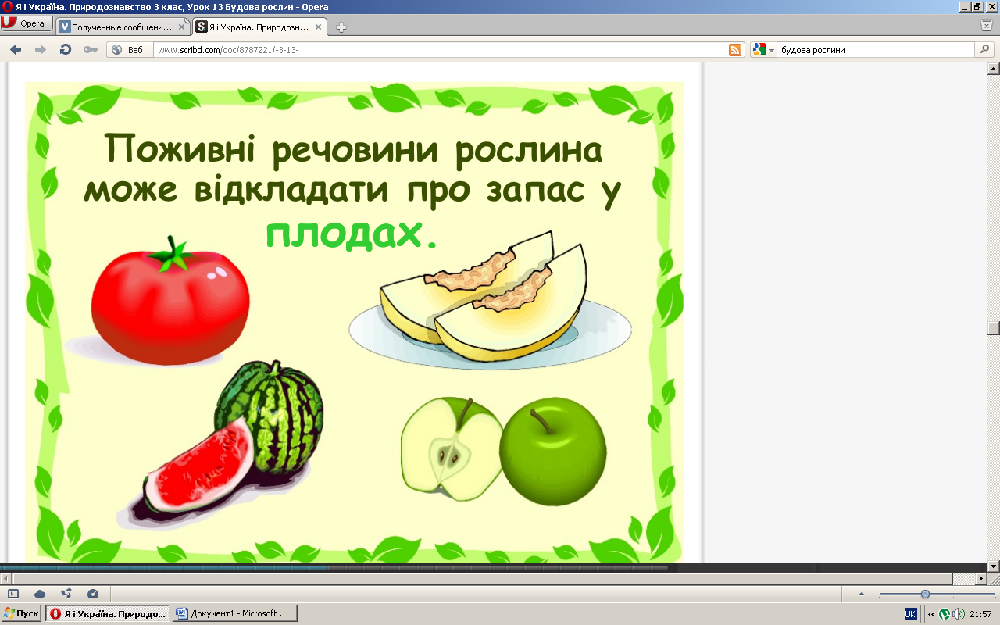 Я і Україна. Природознавство 3 клас, Урок 13 Будова рослин - Opera
Opera
Полученные сообщени...
Я і Україна. Природозн...
Веб
www.scribd.com/doc/8787221/-3-13-
будова рослини
Поживні речовини рослина
може відкладати про запас у
плодах.
Пуск
Я і Україна. Природо...
Документ1 - Microsoft ...
UK
21:57